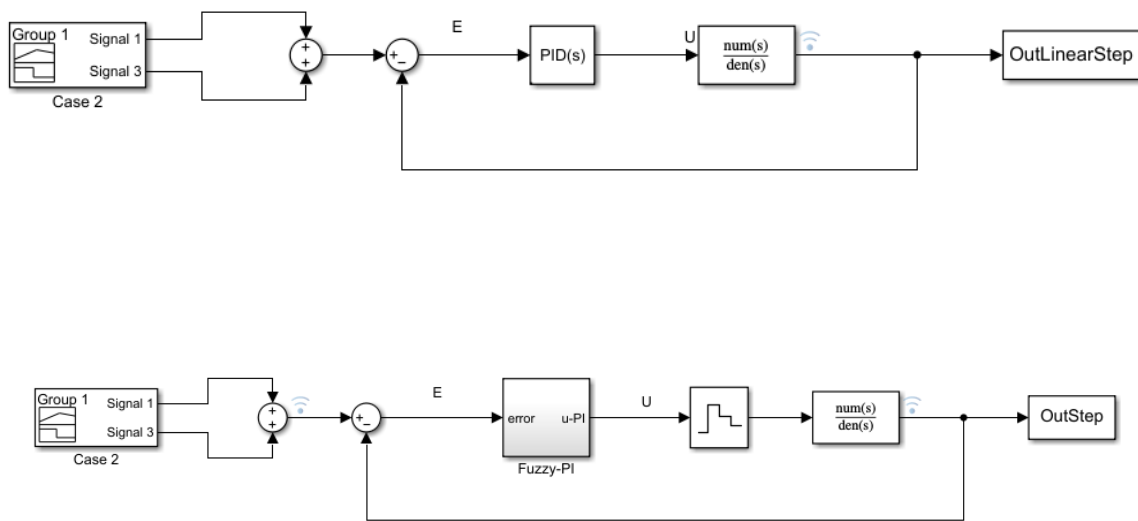 Group 1
Signal 1
Signal 3
Case 2
+
+
+
−
E
PID(s)
U
num(s)
den(s)
OutLinearStep
Group 1
Signal 1
Signal 3
Case 2
+
+
+
−
E
error
u-PI
Fuzzy-PI
U
num(s)
den(s)
OutStep